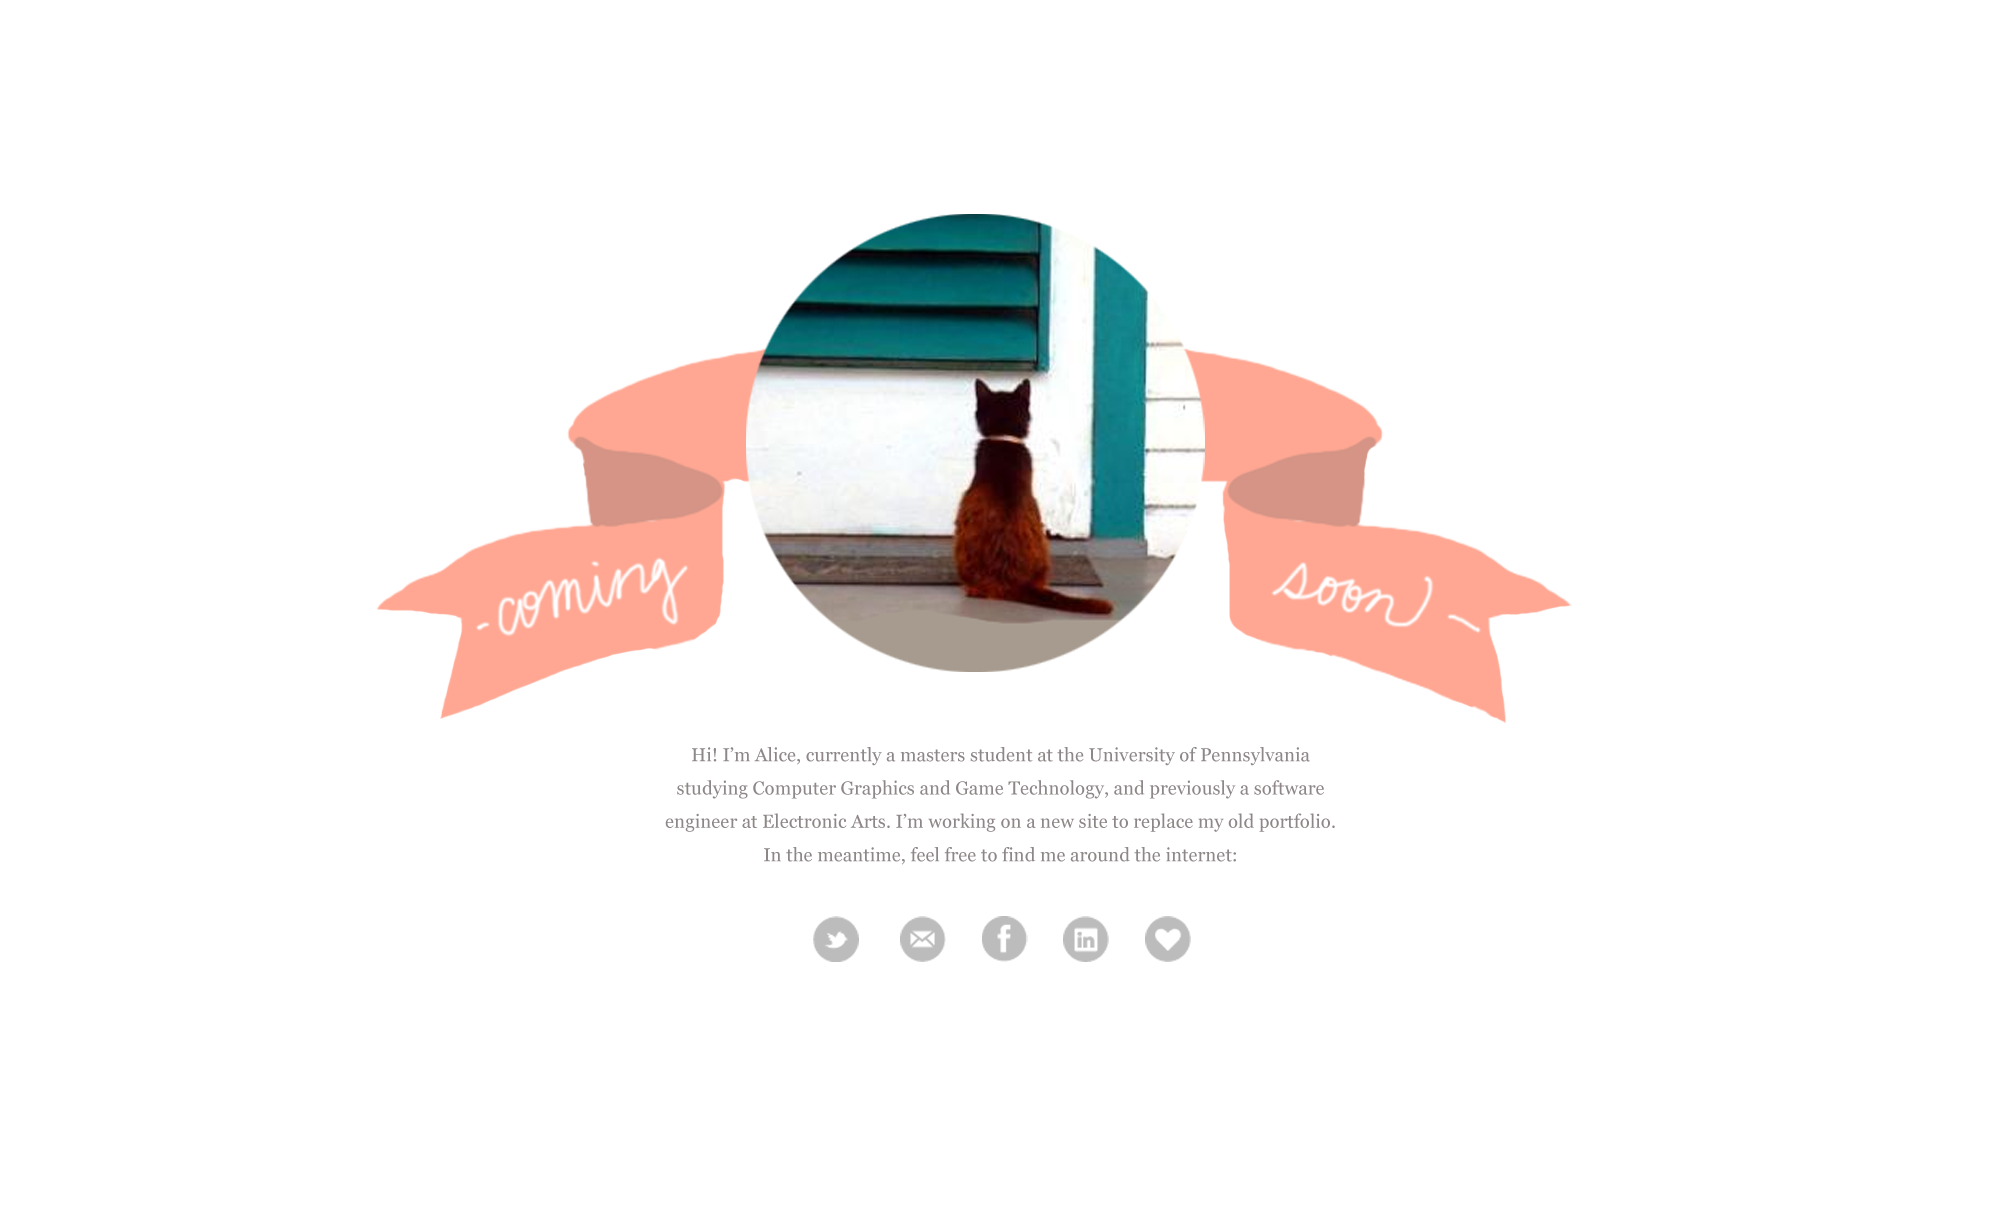 -coming
soon-
Hi! I’m Alice, currently a masters student at the University of Pennsylvania
studying Computer Graphics and Game Technology, and previously a software
engineer at Electronic Arts. I’m working on a new site to replace my old portfolio.
In the meantime, feel free to find me around the internet: